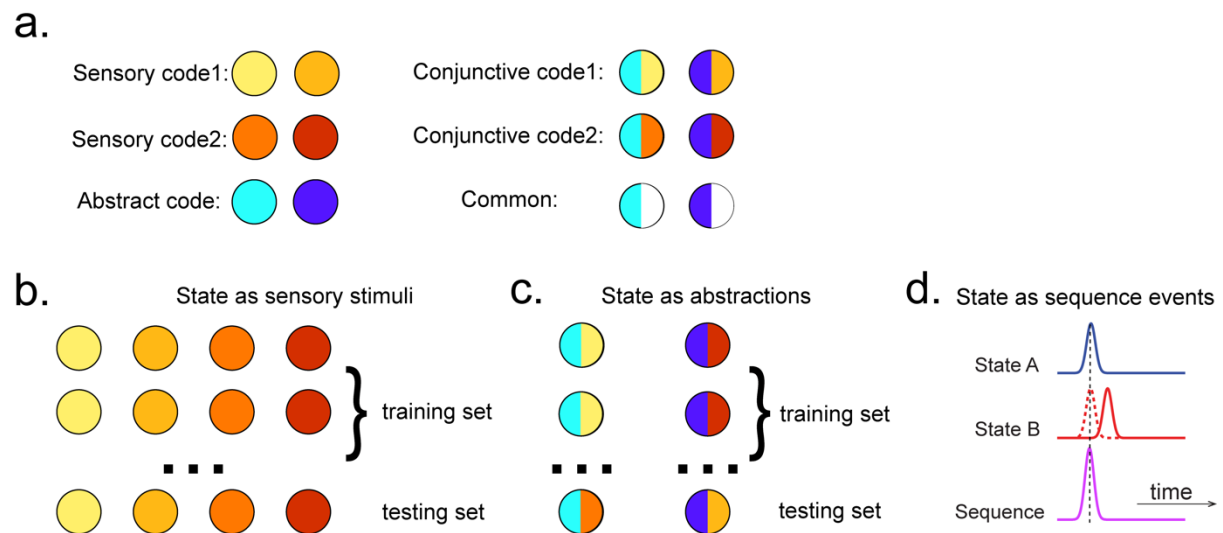 a.
Sensory code1:
Conjunctive code1:
Sensory code2:
Conjunctive code2:
Abstract code:
Common:
b.
State as sensory stimuli
training set
testing set
c.
State as abstractions
training set
testing set
d.
State as sequence events
State A
State B
time
Sequence